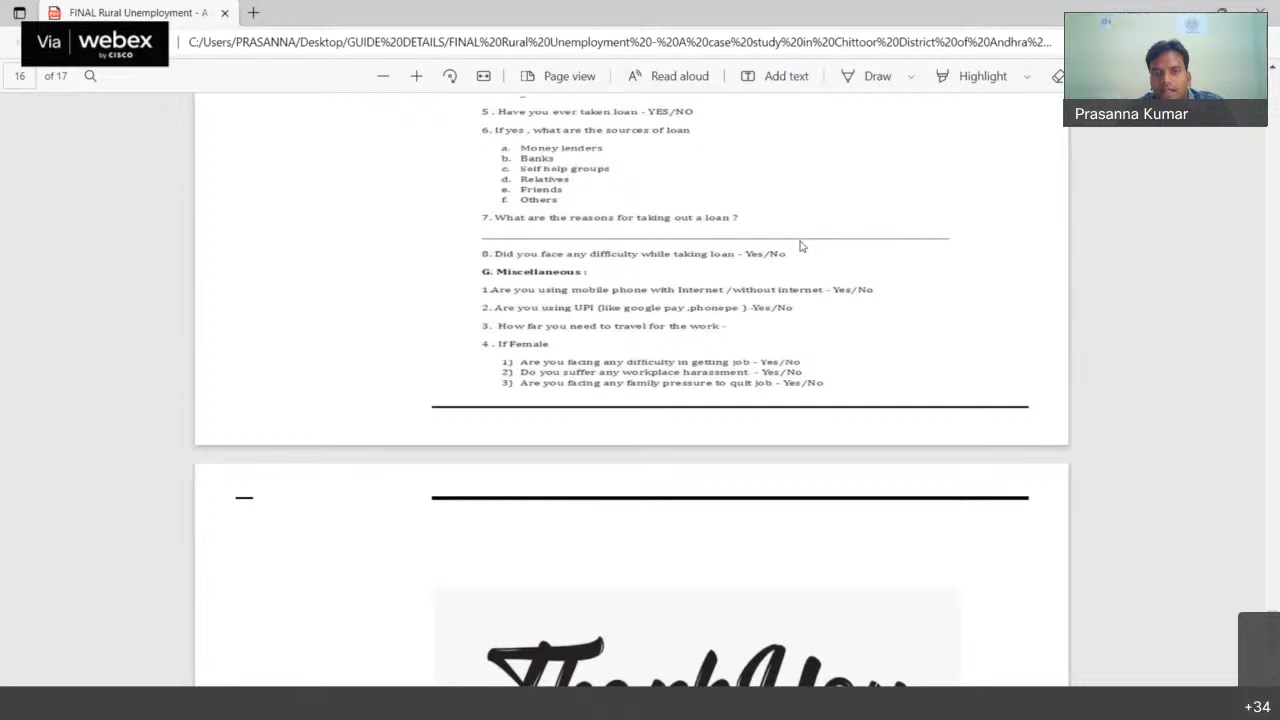 FINAL Rural Unemployment - A
Via webex by CISCO
C:/Users/PRASANNA/Desktop/GUIDE%20DETAILS/FINAL%20Rural%20Unemployment%20-%20A%20case%20study%20
Chittoor%20District%20of%20Andhra%2...
16 of 17
Page view
Read aloud
Add text
Draw
Highlight
Prasanna Kumar
5 . Have you ever taken loan - YES/NO
6. If yes , what are the sources of loan
a. Money lenders
b. Banks
c. Self help groups
d. Relatives
e. Friends
f. Others
7. What are the reasons for taking out a loan ?
8. Did you face any difficulty while taking loan - Yes/No
G. Miscellaneous :
1.Are you using mobile phone with Internet /without internet - Yes/No
2. Are you using UPI (like google pay ,phonepe ) -Yes/No
3. How far you need to travel for the work -
4 . If Female
1) Are you facing any difficulty in getting job - Yes/No
2) Do you suffer any workplace harassment - Yes/No
3) Are you facing any family pressure to quit job - Yes/No
Thank You
+34